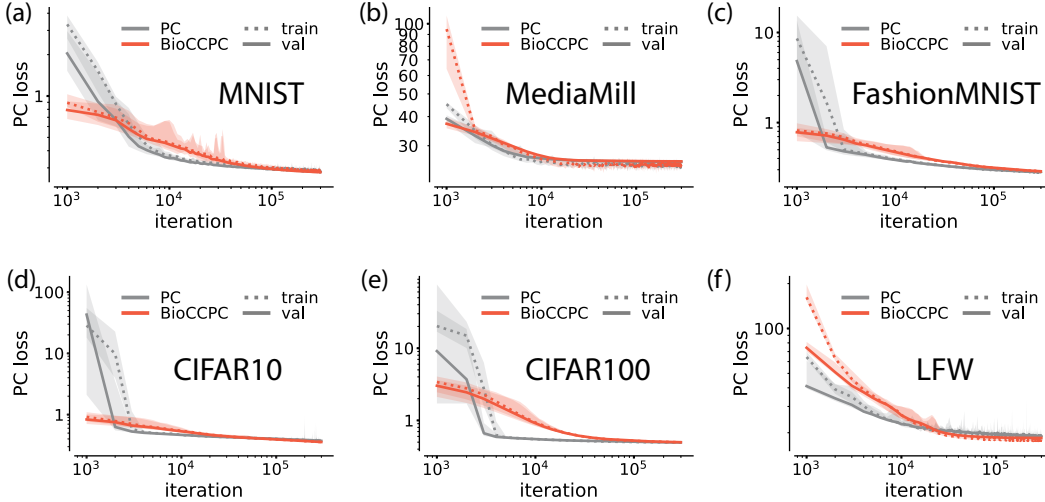 (a)
PC
train
BioCCPC
val
PC loss
1
MNIST
10³
10⁴
10⁵
iteration
(b)
PC
train
BioCCPC
val
PC loss
100
90
80
70
60
50
40
30
MediaMill
10³
10⁴
10⁵
iteration
(c)
PC
train
BioCCPC
val
PC loss
10
1
FashionMNIST
10³
10⁴
10⁵
iteration
(d)
PC
train
BioCCPC
val
PC loss
100
10
1
CIFAR10
10³
10⁴
10⁵
iteration
(e)
PC
train
BioCCPC
val
PC loss
10
1
CIFAR100
10³
10⁴
10⁵
iteration
(f)
PC
train
BioCCPC
val
PC loss
100
LFW
10³
10⁴
10⁵
iteration